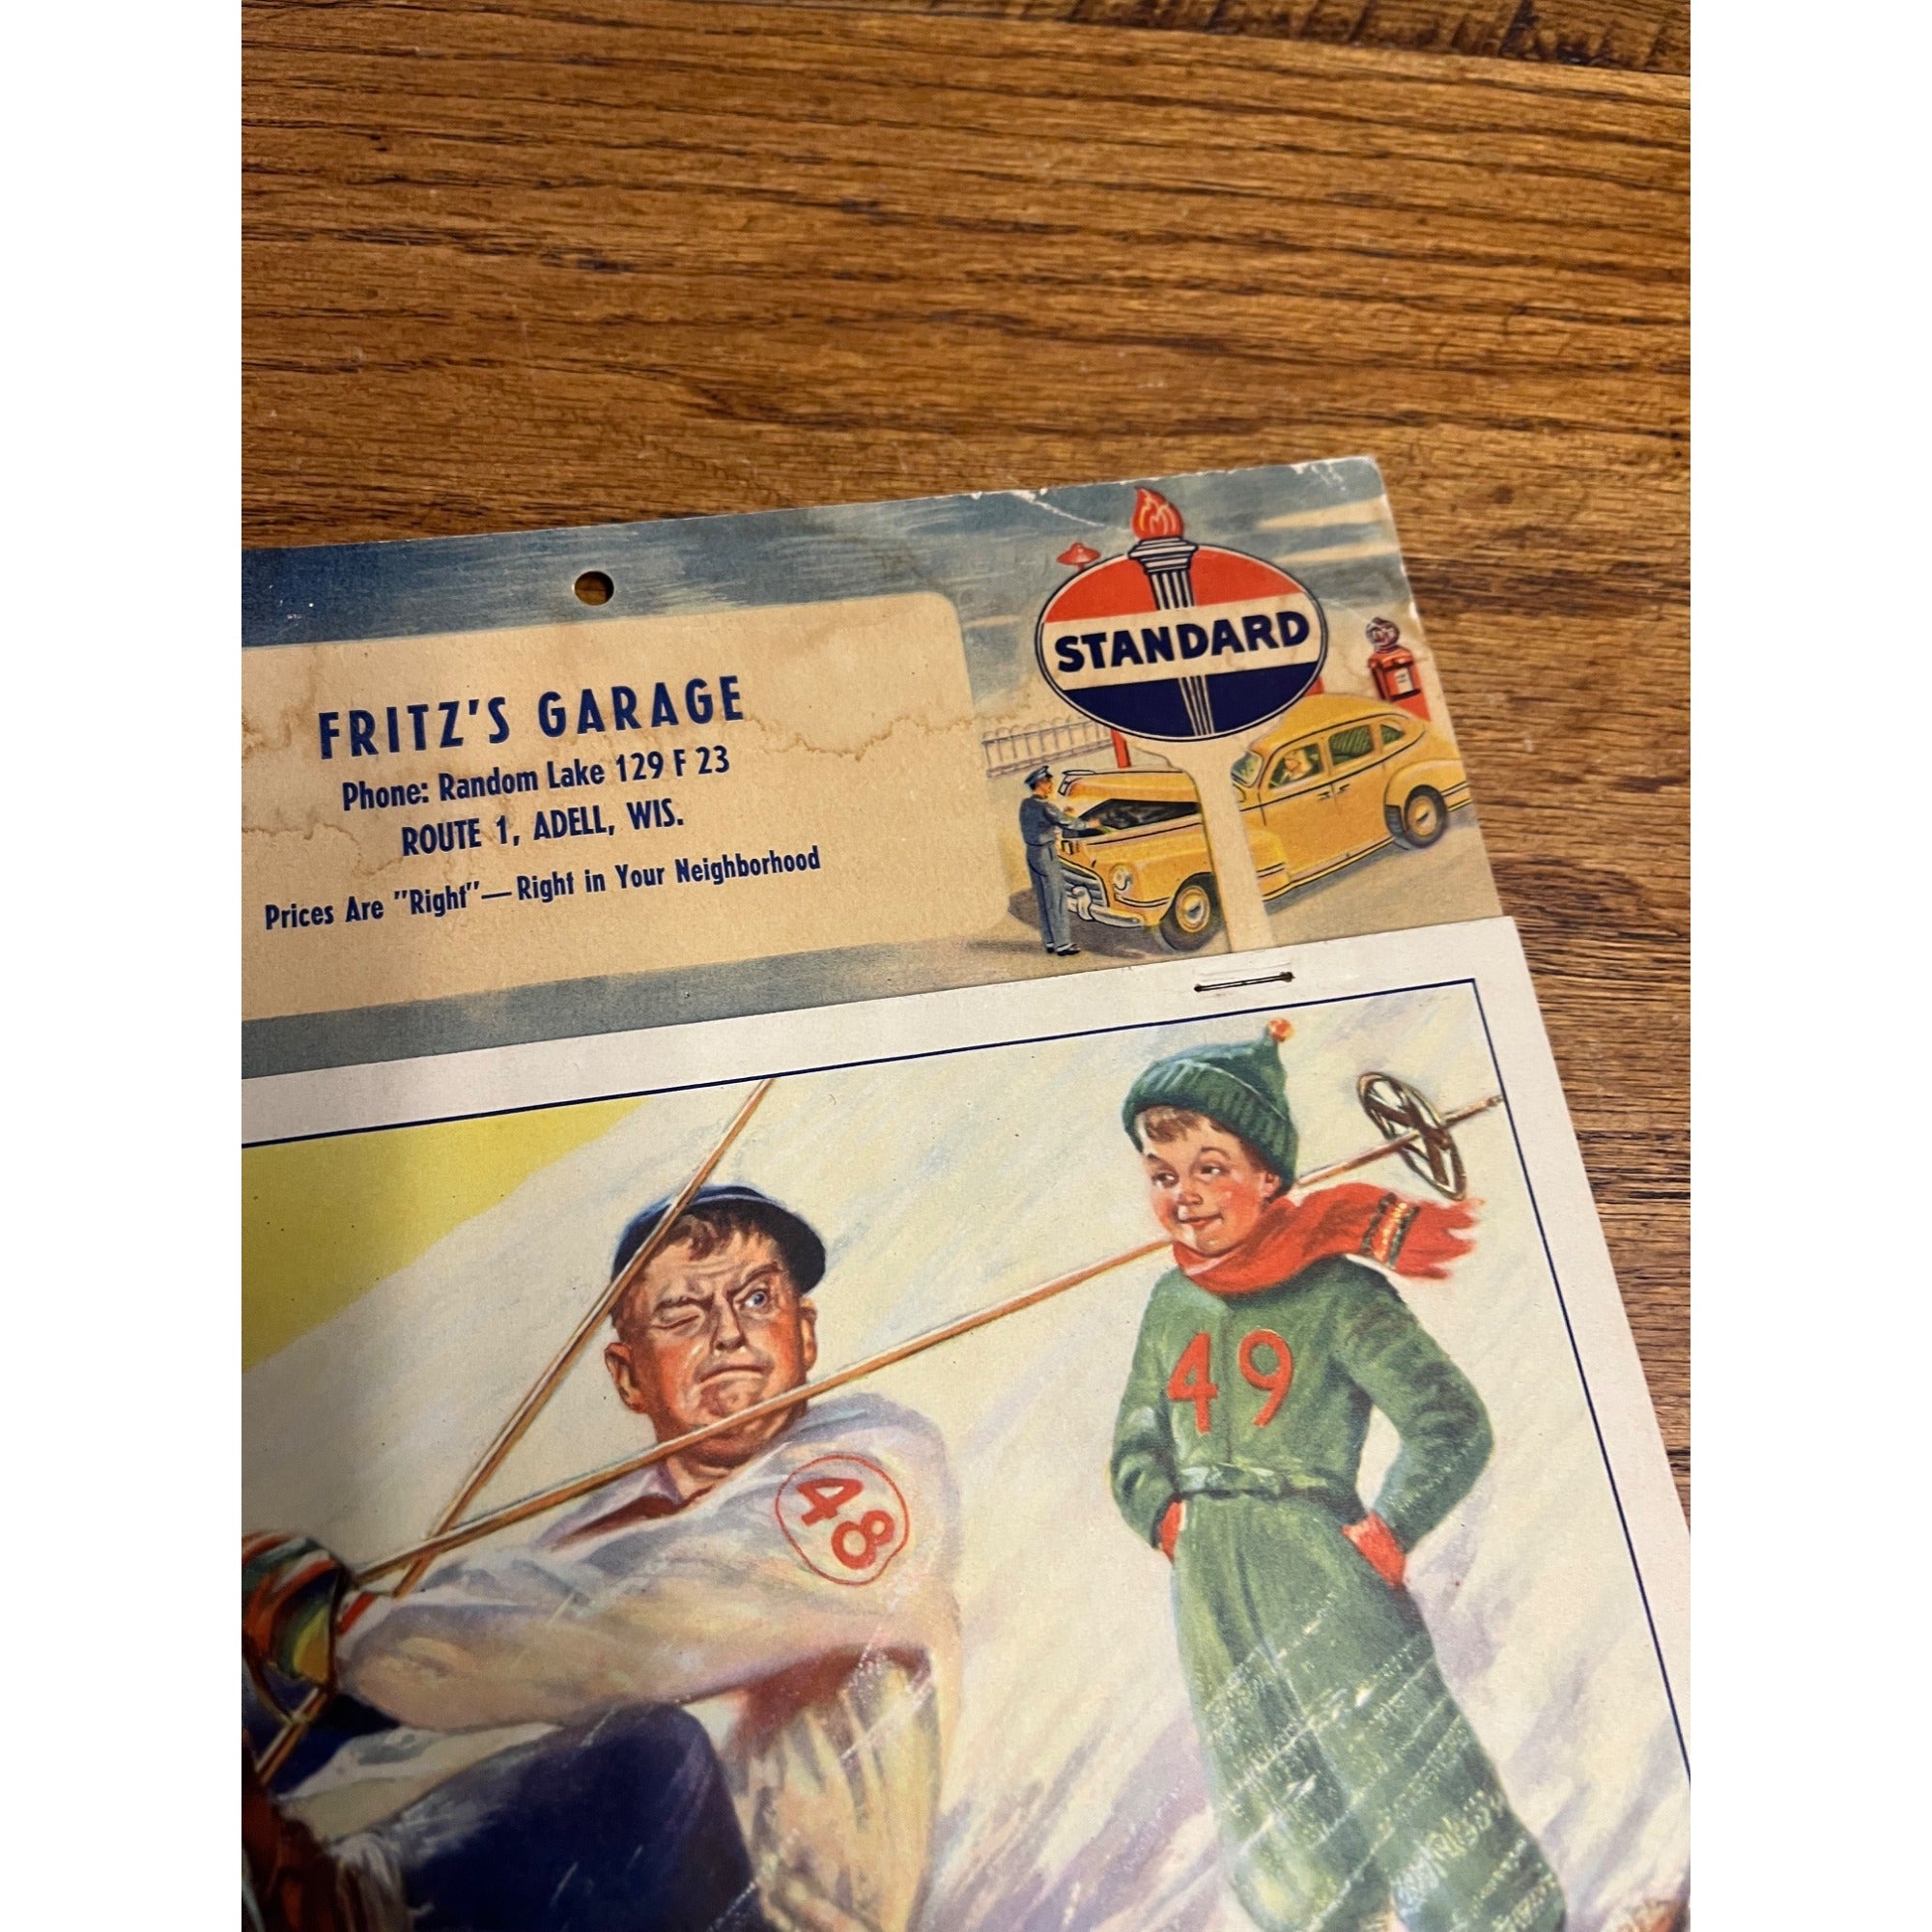 FRITZ'S GARAGE
Phone: Random Lake 129 F 23
ROUTE 1, ADELL, WIS.
Prices Are "Right"—Right in Your Neighborhood
STANDARD
49
48